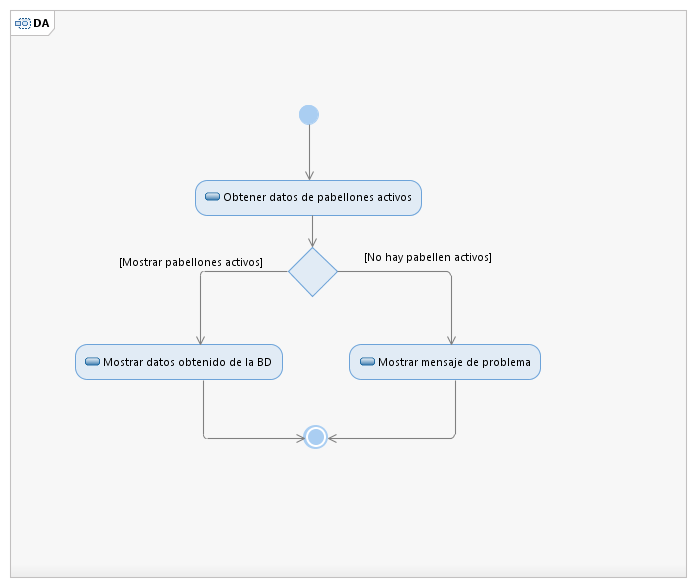 DA
Obtener datos de pabellones activos
[Mostrar pabellones activos]
[No hay pabellen activos]
Mostrar datos obtenido de la BD
Mostrar mensaje de problema